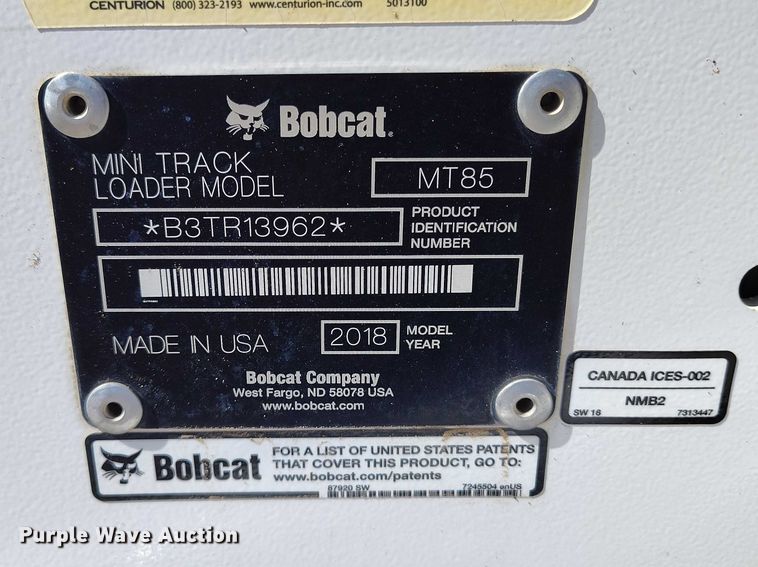 CENTURION (800) 323-2193 www.centurion-inc.com 5013100
Bobcat.
MINI TRACK
LOADER MODEL
MT85
*B3TR13962*
PRODUCT
IDENTIFICATION
NUMBER
MADE IN USA
2018
MODEL
YEAR
Bobcat Company
West Fargo, ND 58078 USA
www.bobcat.com
CANADA ICES-002
NMB2
SW 16 7313447
Bobcat
FOR A LIST OF UNITED STATES PATENTS
THAT COVER THIS PRODUCT, GO TO:
www.bobcat.com/patents
87920 SW 7245504 enUS
Purple Wave Auction